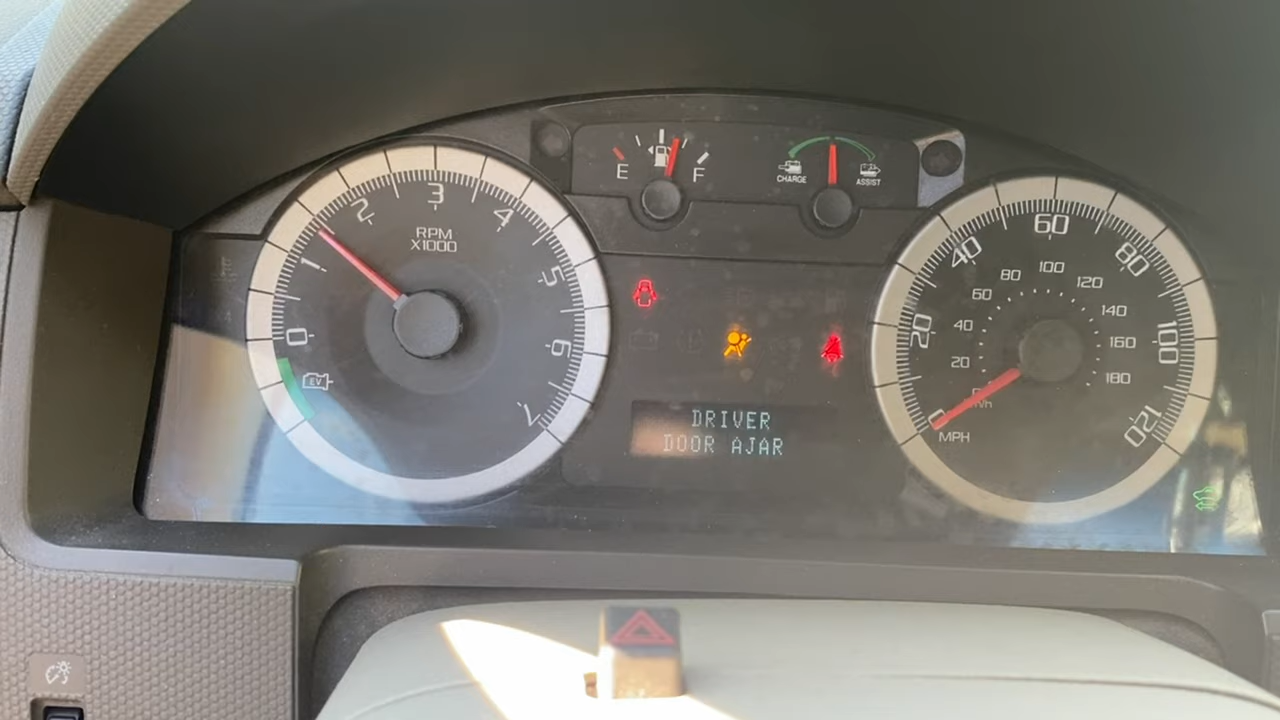 E F
CHARGE ASSIST
0 1 2 3 4 5 6 7
RPM
X1000
EV
0 20 40 60 80 100 120
20 40 60 80 100 120 140 160 180
MPH
DRIVER
DOOR AJAR